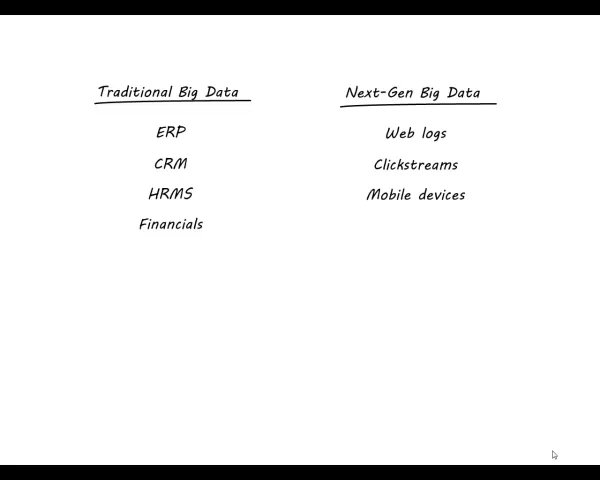 Traditional Big Data
ERP
CRM
HRMS
Financials
Next-Gen Big Data
Web logs
Clickstreams
Mobile devices